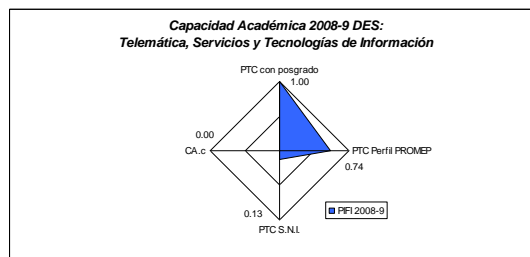 Capacidad Académica 2008-9 DES:
Telemática, Servicios y Tecnologías de Información
PTC con posgrado
1.00
0.00
CA.c
PTC Perfil PROMEP
0.74
0.13
PTC S.N.I.
PIFI 2008-9